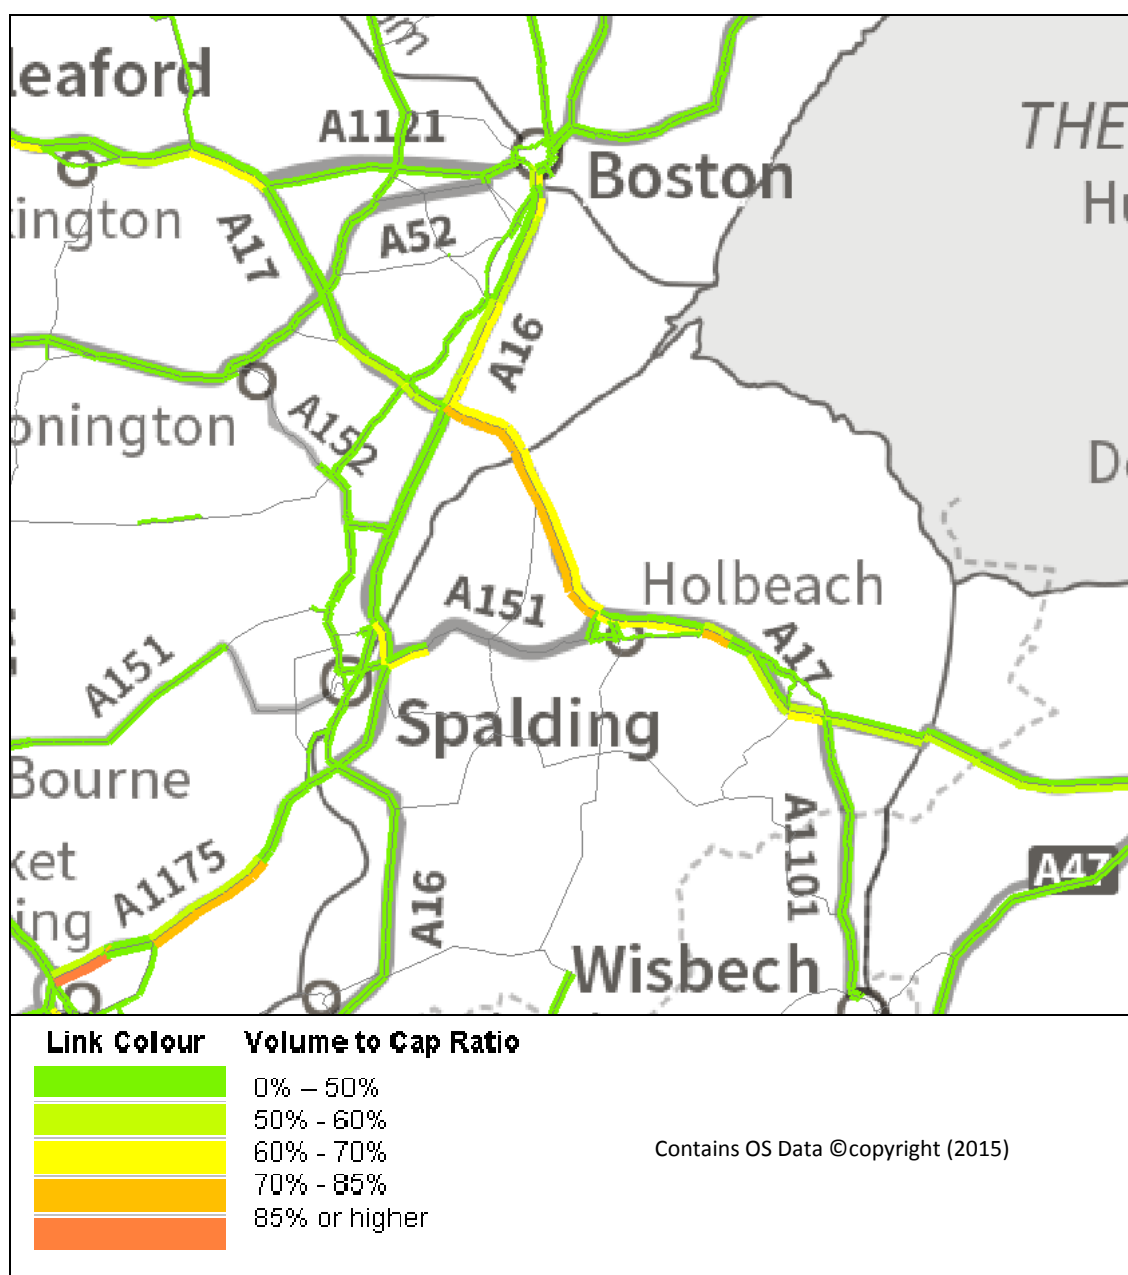 leaford
A1121
THE
Boston
Hu
ington
A52
A17
A16
onington
A152
De
Holbeach
A151
A17
A151
Spalding
Bourne
A1101
ket
A1175
A47
ing
A16
Wisbech
Link Colour Volume to Cap Ratio
0% – 50%
50% - 60%
60% - 70%
70% - 85%
85% or higher
Contains OS Data ©copyright (2015)